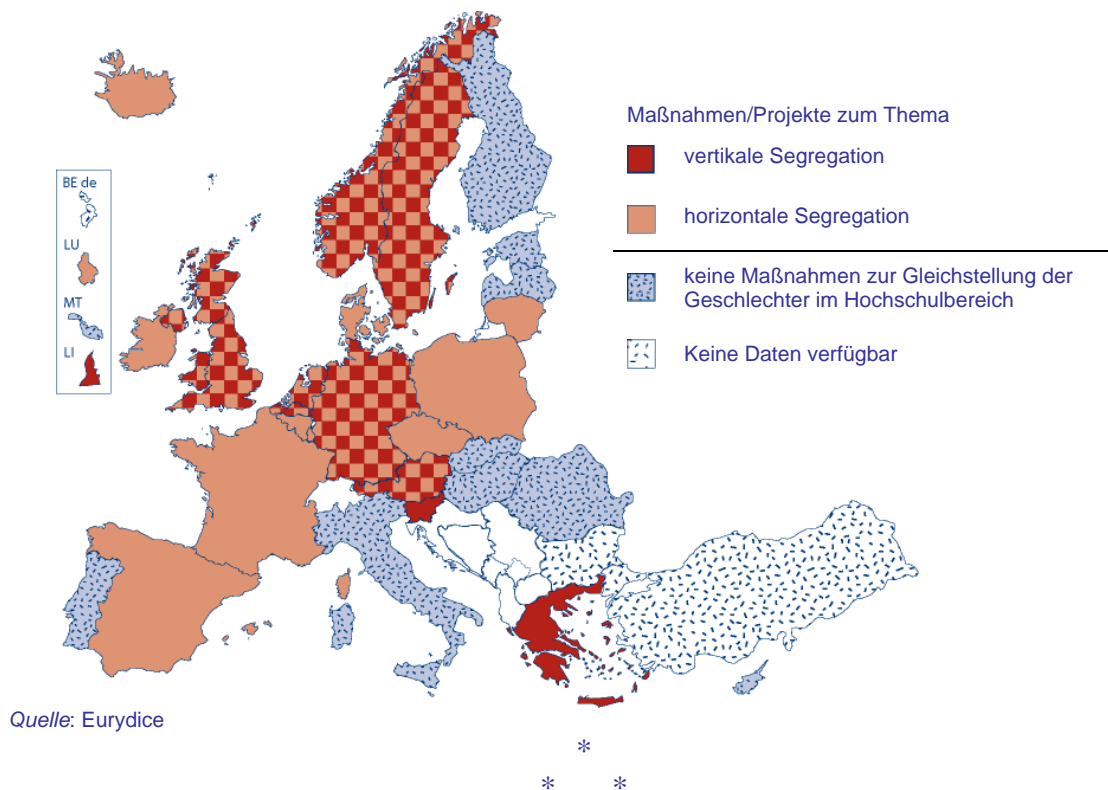 Maßnahmen/Projekte zum Thema
vertikale Segregation
horizontale Segregation
keine Maßnahmen zur Gleichstellung der
Geschlechter im Hochschulbereich
Keine Daten verfügbar
BE de
LU
MT
LI
Quelle: Eurydice
*
* *